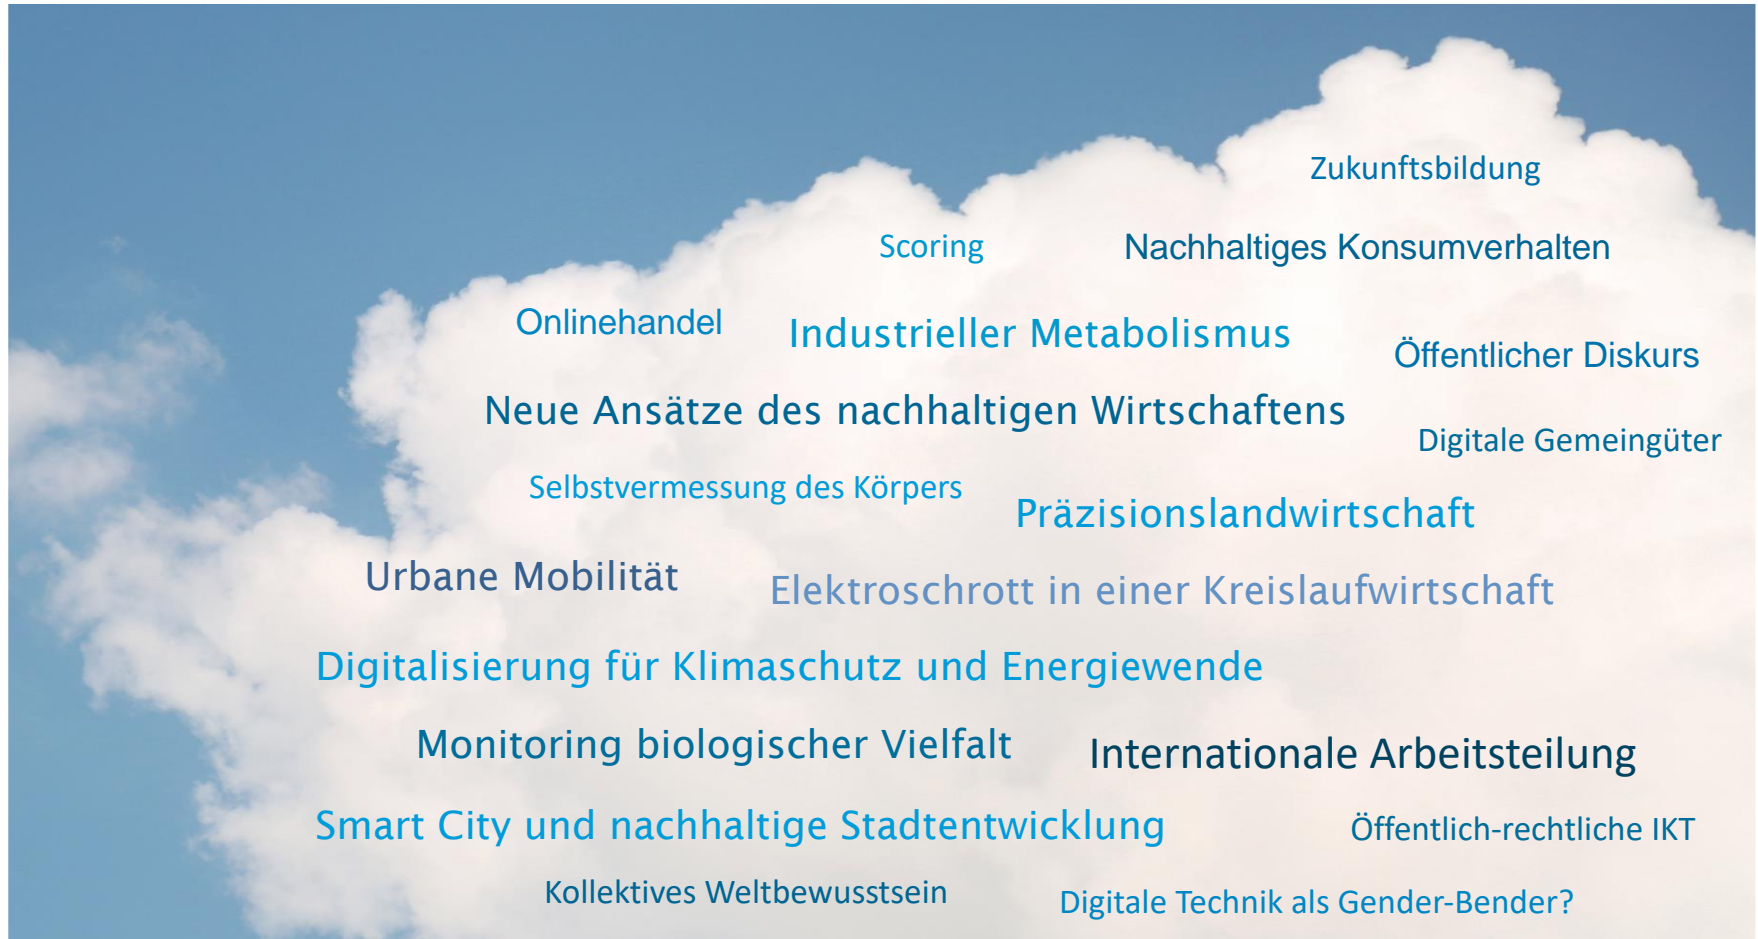 Zukunftsbildung
Scoring
Nachhaltiges Konsumverhalten
Onlinehandel
Industrieller Metabolismus
Öffentlicher Diskurs
Neue Ansätze des nachhaltigen Wirtschaftens
Digitale Gemeingüter
Selbstvermessung des Körpers
Präzisionslandwirtschaft
Urbane Mobilität
Elektroschrott in einer Kreislaufwirtschaft
Digitalisierung für Klimaschutz und Energiewende
Monitoring biologischer Vielfalt
Internationale Arbeitsteilung
Smart City und nachhaltige Stadtentwicklung
Öffentlich-rechtliche IKT
Kollektives Weltbewusstsein
Digitale Technik als Gender-Bender?